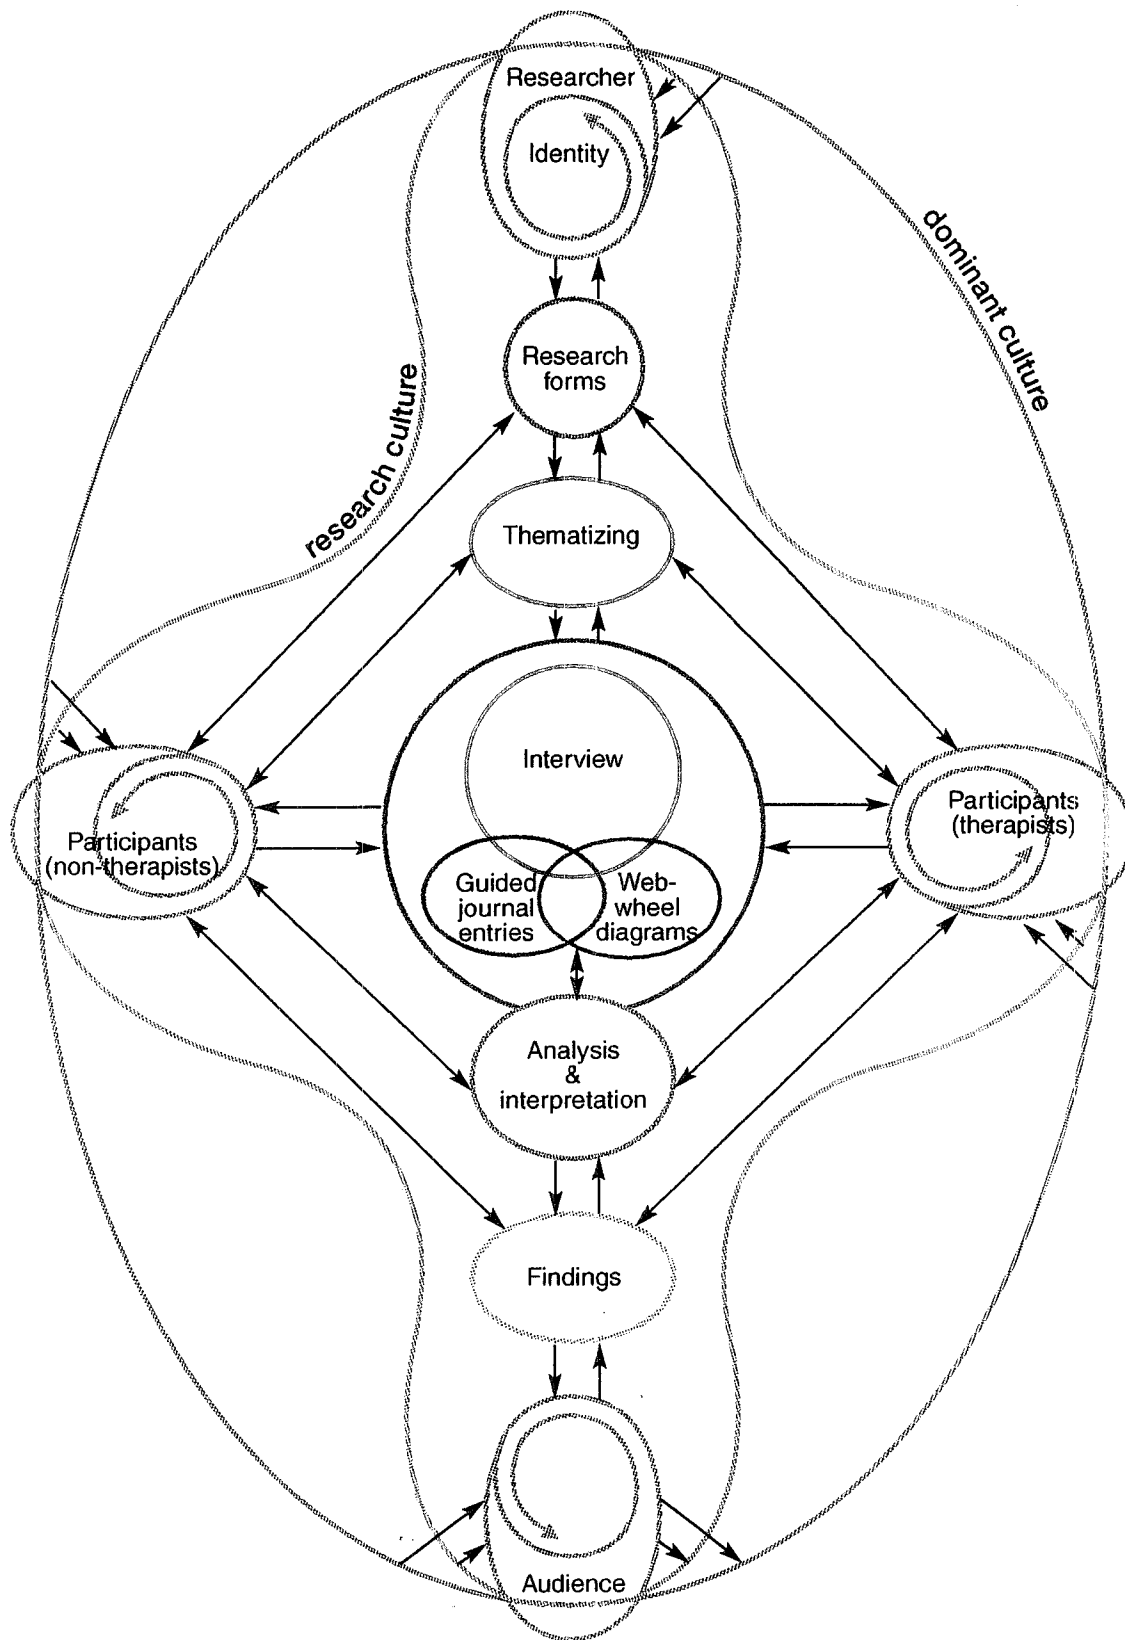 Researcher
Identity
dominant culture
Research
forms
research culture
Thematizing
Interview
Participants
(non-therapists)
Participants
(therapists)
Guided
journal
entries
Web-
wheel
diagrams
Analysis
&
interpretation
Findings
Audience